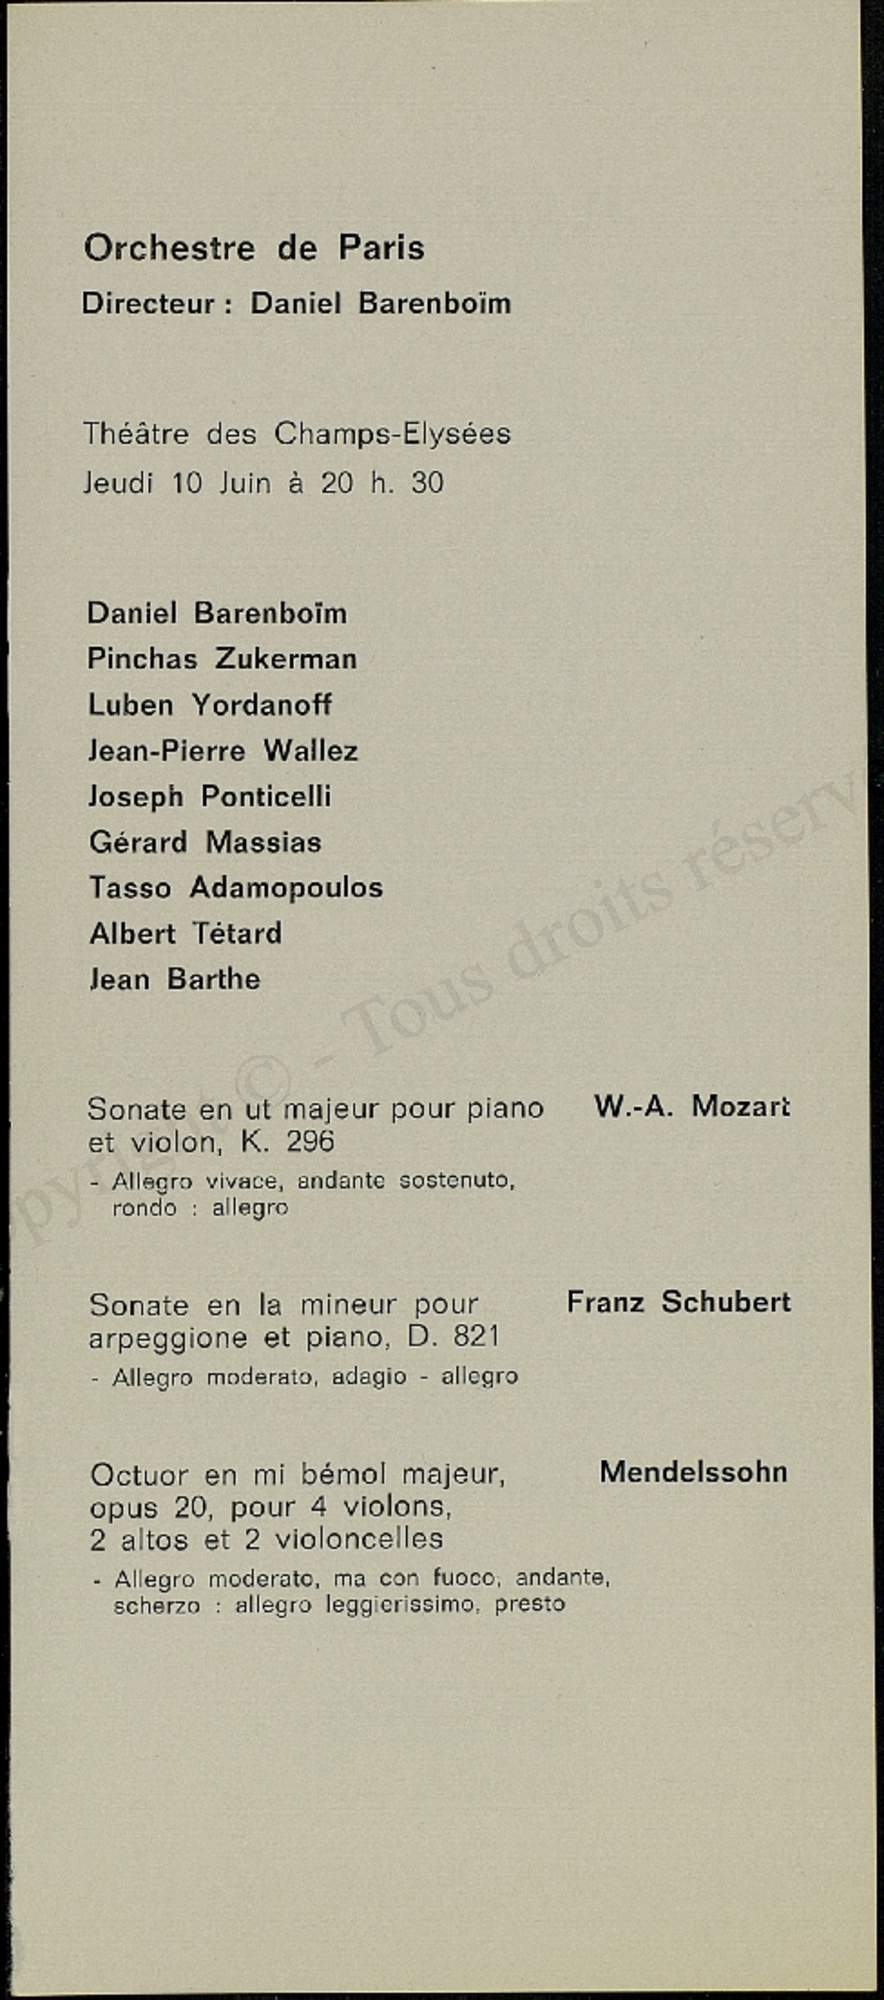 Orchestre de Paris
Directeur : Daniel Barenboïm
Théâtre des Champs-Elysées
Jeudi 10 Juin à 20 h. 30
Daniel Barenboïm
Pinchas Zukerman
Luben Yordanoff
Jean-Pierre Wallez
Joseph Ponticelli
Gérard Massias
Tasso Adamopoulos
Albert Tétard
Jean Barthe
Sonate en ut majeur pour piano W.-A. Mozart
et violon, K. 296
- Allegro vivace, andante sostenuto,
rondo : allegro
Sonate en la mineur pour Franz Schubert
arpeggione et piano, D. 821
- Allegro moderato, adagio - allegro
Octuor en mi bémol majeur, Mendelssohn
opus 20, pour 4 violons,
2 altos et 2 violoncelles
- Allegro moderato, ma con fuoco, andante,
scherzo : allegro leggierissimo, presto
© - Tous droits réserv